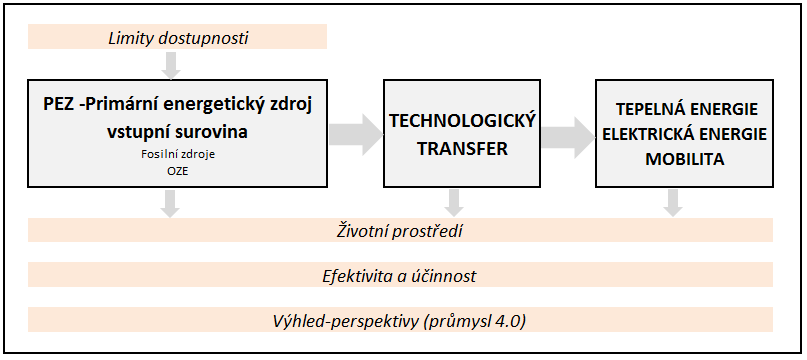 Limity dostupnosti
PEZ -Primární energetický zdroj
vstupní surovina
Fosilní zdroje
OZE
TECHNOLOGICKÝ
TRANSFER
TEPELNÁ ENERGIE
ELEKTRICKÁ ENERGIE
MOBILITA
Životní prostředí
Efektivita a účinnost
Výhled-perspektivy (průmysl 4.0)